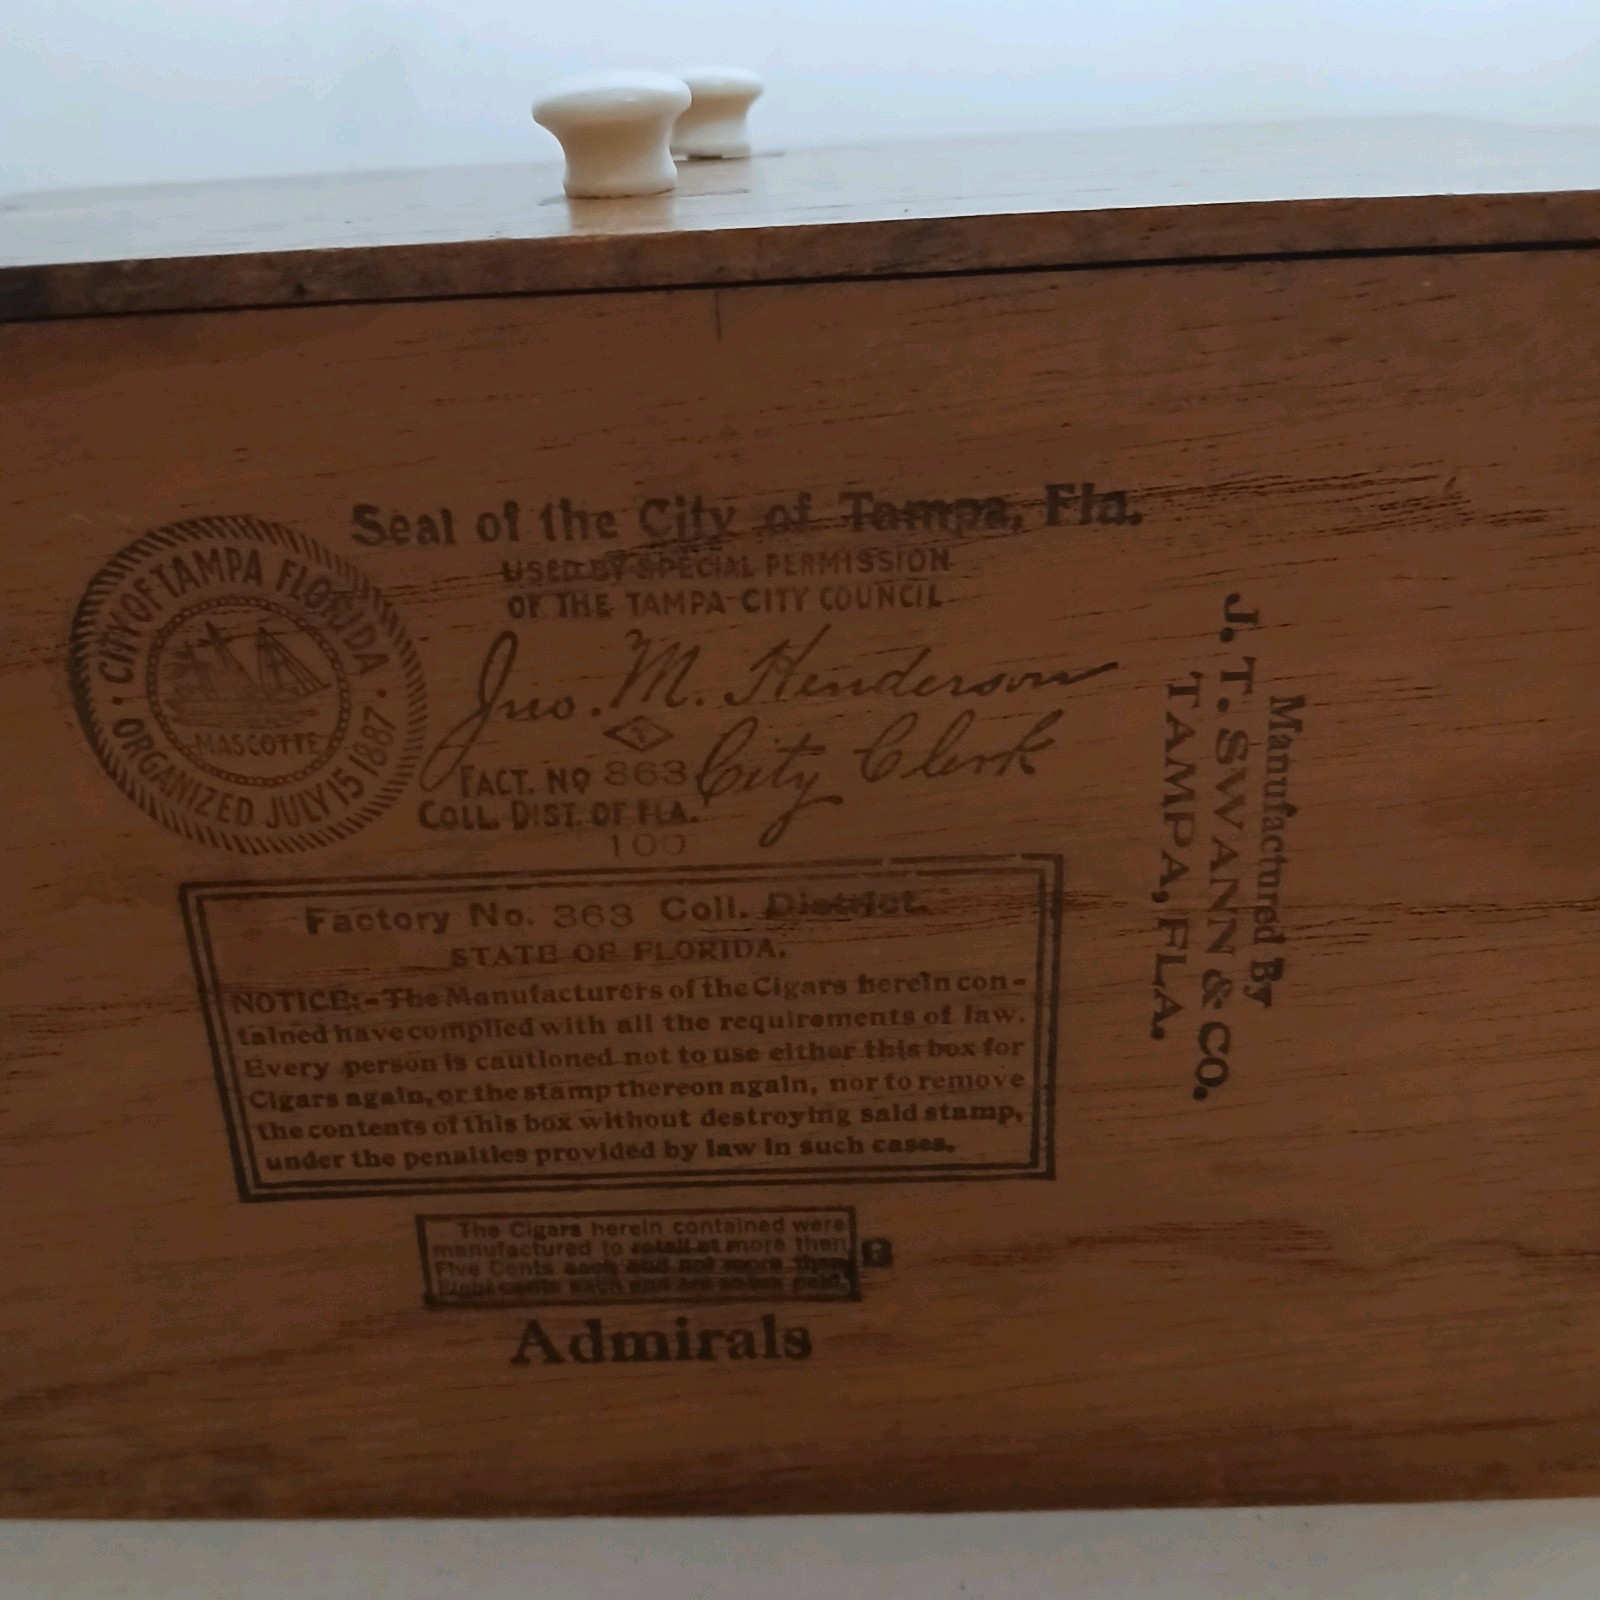 Seal of the City of Tampa, Fla.
USED BY SPECIAL PERMISSION
OF THE TAMPA CITY COUNCIL
Jno. M. Henderson
City Clerk
FACT. NO 363
COLL. DIST. OF FLA.
100
CITY OF TAMPA FLORIDA
MASCOTTE
ORGANIZED JULY 15 1887
Factory No. 363 Coll. District.
STATE OF FLORIDA.
NOTICE:-The Manufacturers of the Cigars herein con-
tained have complied with all the requirements of law.
Every person is cautioned not to use either this box for
Cigars again, or the stamp thereon again, nor to remove
the contents of this box without destroying said stamp,
under the penalties provided by law in such cases.
The Cigars herein contained were
manufactured to retail at more than
Five Cents each and not more than
Eight cents each and are so
B
Admirals
Manufactured By
J. T. SWANN & CO.
TAMPA, FLA.